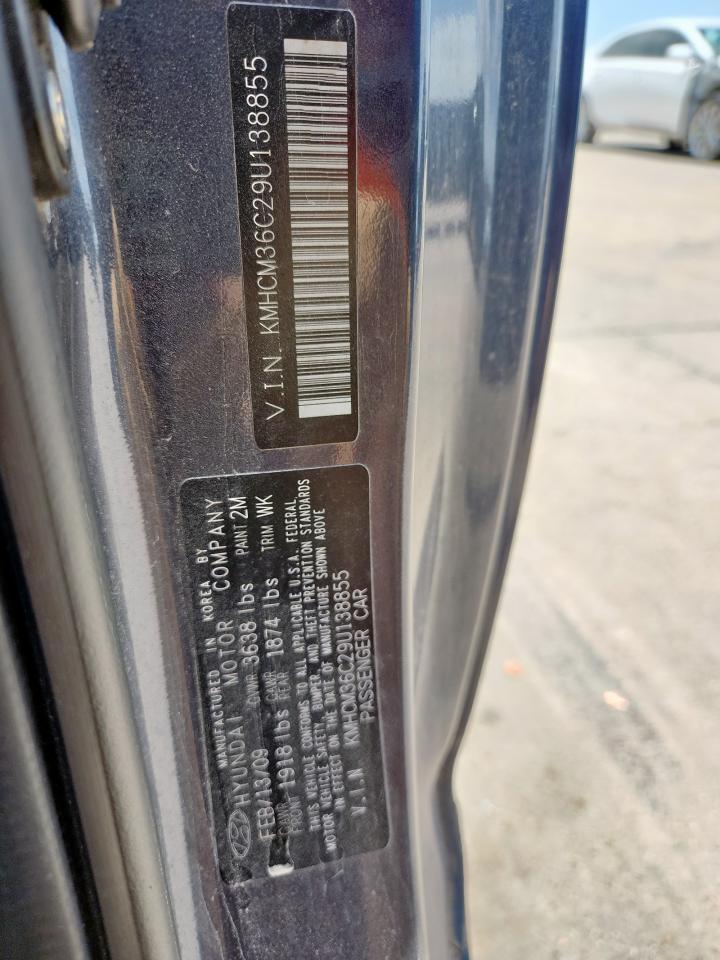 V.I.N. KMHCM36C29U138855
MANUFACTURED IN KOREA BY
HYUNDAI MOTOR COMPANY
FEB/13/09 GVWR 3638 lbs PAINT 2M
GAWR FRONT 1918 lbs GAWR REAR 1874 lbs TRIM WK
THIS VEHICLE CONFORMS TO ALL APPLICABLE U.S.A. FEDERAL
MOTOR VEHICLE SAFETY, BUMPER, AND THEFT PREVENTION STANDARDS
IN EFFECT ON THE DATE OF MANUFACTURE SHOWN ABOVE
V.I.N KMHCM36C29U138855
PASSENGER CAR